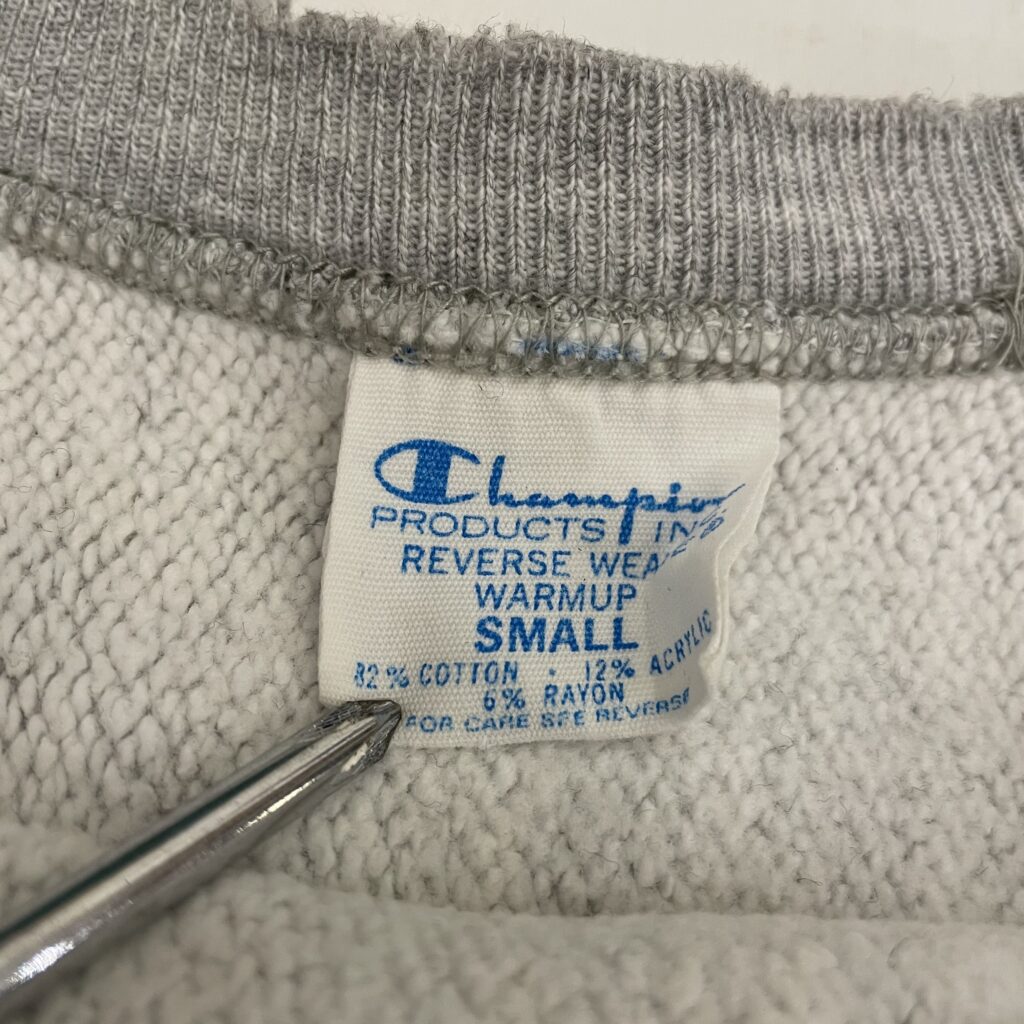 Champion
PRODUCTS INC®
REVERSE WEAVE
WARMUP
SMALL
82% COTTON · 12% ACRYLIC
6% RAYON
FOR CARE SEE REVERSE